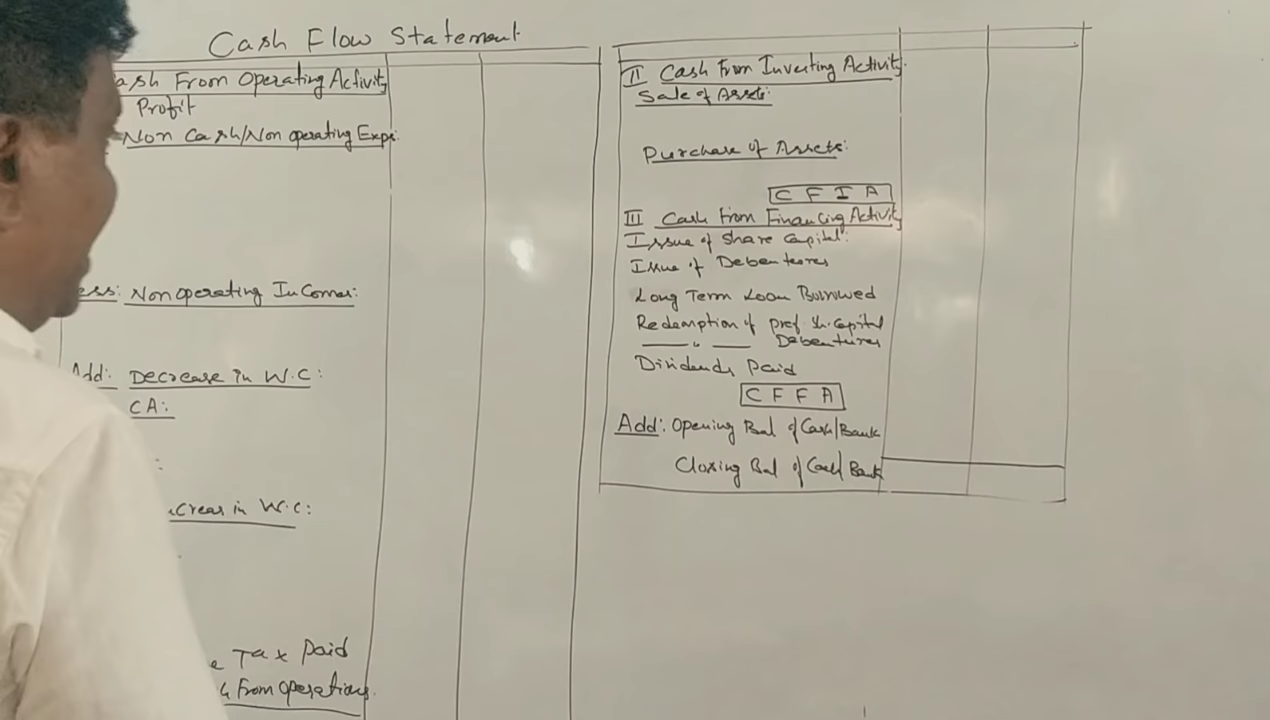 Cash Flow Statement
ash From Operating Activity
Profit
Non Cash/Non operating Exps:
ess: Non operating Incomes:
Add: Decrease in W.C:
CA:
:
ncreas in W.C:
e Tax Paid
h From operations.
II Cash From Investing Activity.
Sale of Assets:
Purchase of Assets:
C F I A
III Cash from Financing Activity
Issue of Share Capital:
Issue of Debentures
Long Term Loan Borrowed
Redemption of pref. Sh. Capital
—— " —— Debentures
Dividends Paid
C F F A
Add: Opening Bal of Cash/Bank
Closing Bal of Cash/Bank